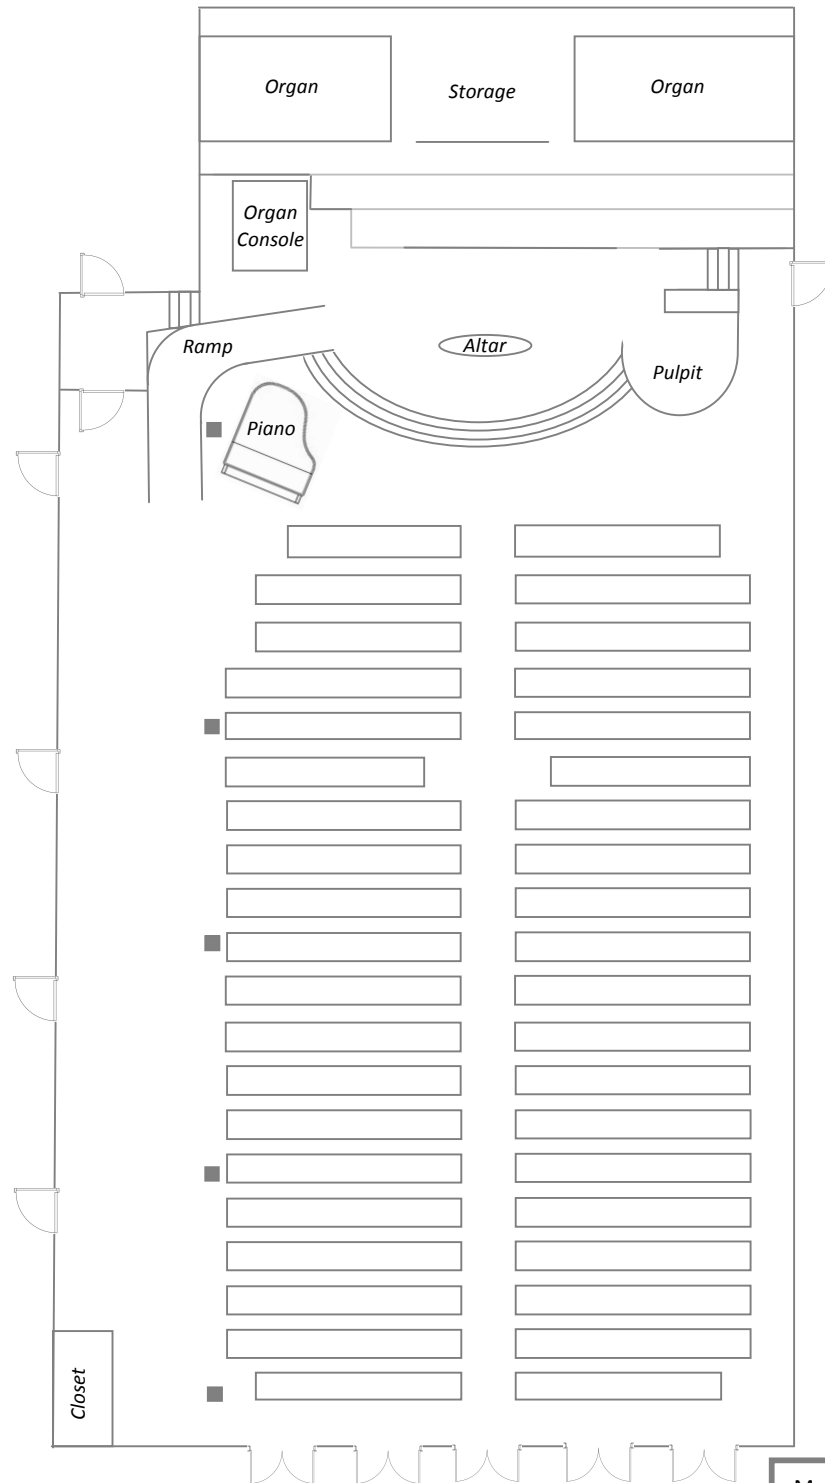 Organ
Storage
Organ
Organ
Console
Ramp
Altar
Pulpit
Piano
Closet